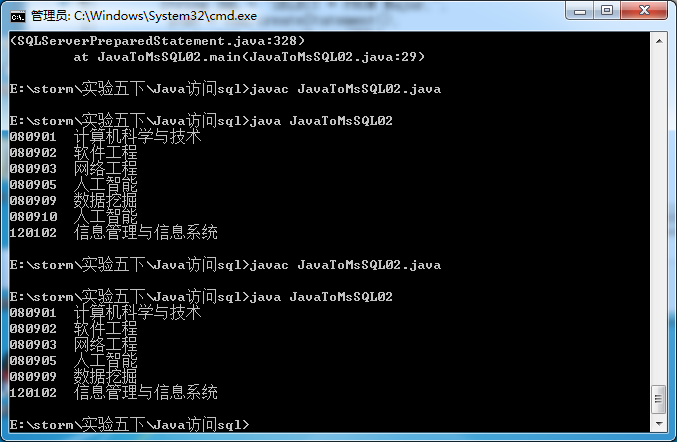 管理员: C:\Windows\System32\cmd.exe
(SQLServerPreparedStatement.java:328)
at JavaToMsSQL02.main(JavaToMsSQL02.java:29)
E:\storm\实验五下\Java访问sql>javac JavaToMsSQL02.java
E:\storm\实验五下\Java访问sql>java JavaToMsSQL02
080901 计算机科学与技术
080902 软件工程
080903 网络工程
080905 人工智能
080909 数据挖掘
080910 人工智能
120102 信息管理与信息系统
E:\storm\实验五下\Java访问sql>javac JavaToMsSQL02.java
E:\storm\实验五下\Java访问sql>java JavaToMsSQL02
080901 计算机科学与技术
080902 软件工程
080903 网络工程
080905 人工智能
080909 数据挖掘
120102 信息管理与信息系统
E:\storm\实验五下\Java访问sql>